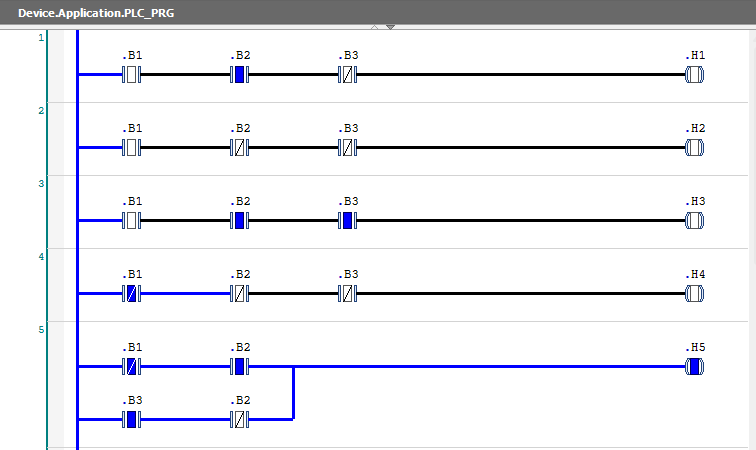 Device.Application.PLC_PRG
1
.B1 .B2 .B3 .H1
2
.B1 .B2 .B3 .H2
3
.B1 .B2 .B3 .H3
4
.B1 .B2 .B3 .H4
5
.B1 .B2 .H5
.B3 .B2